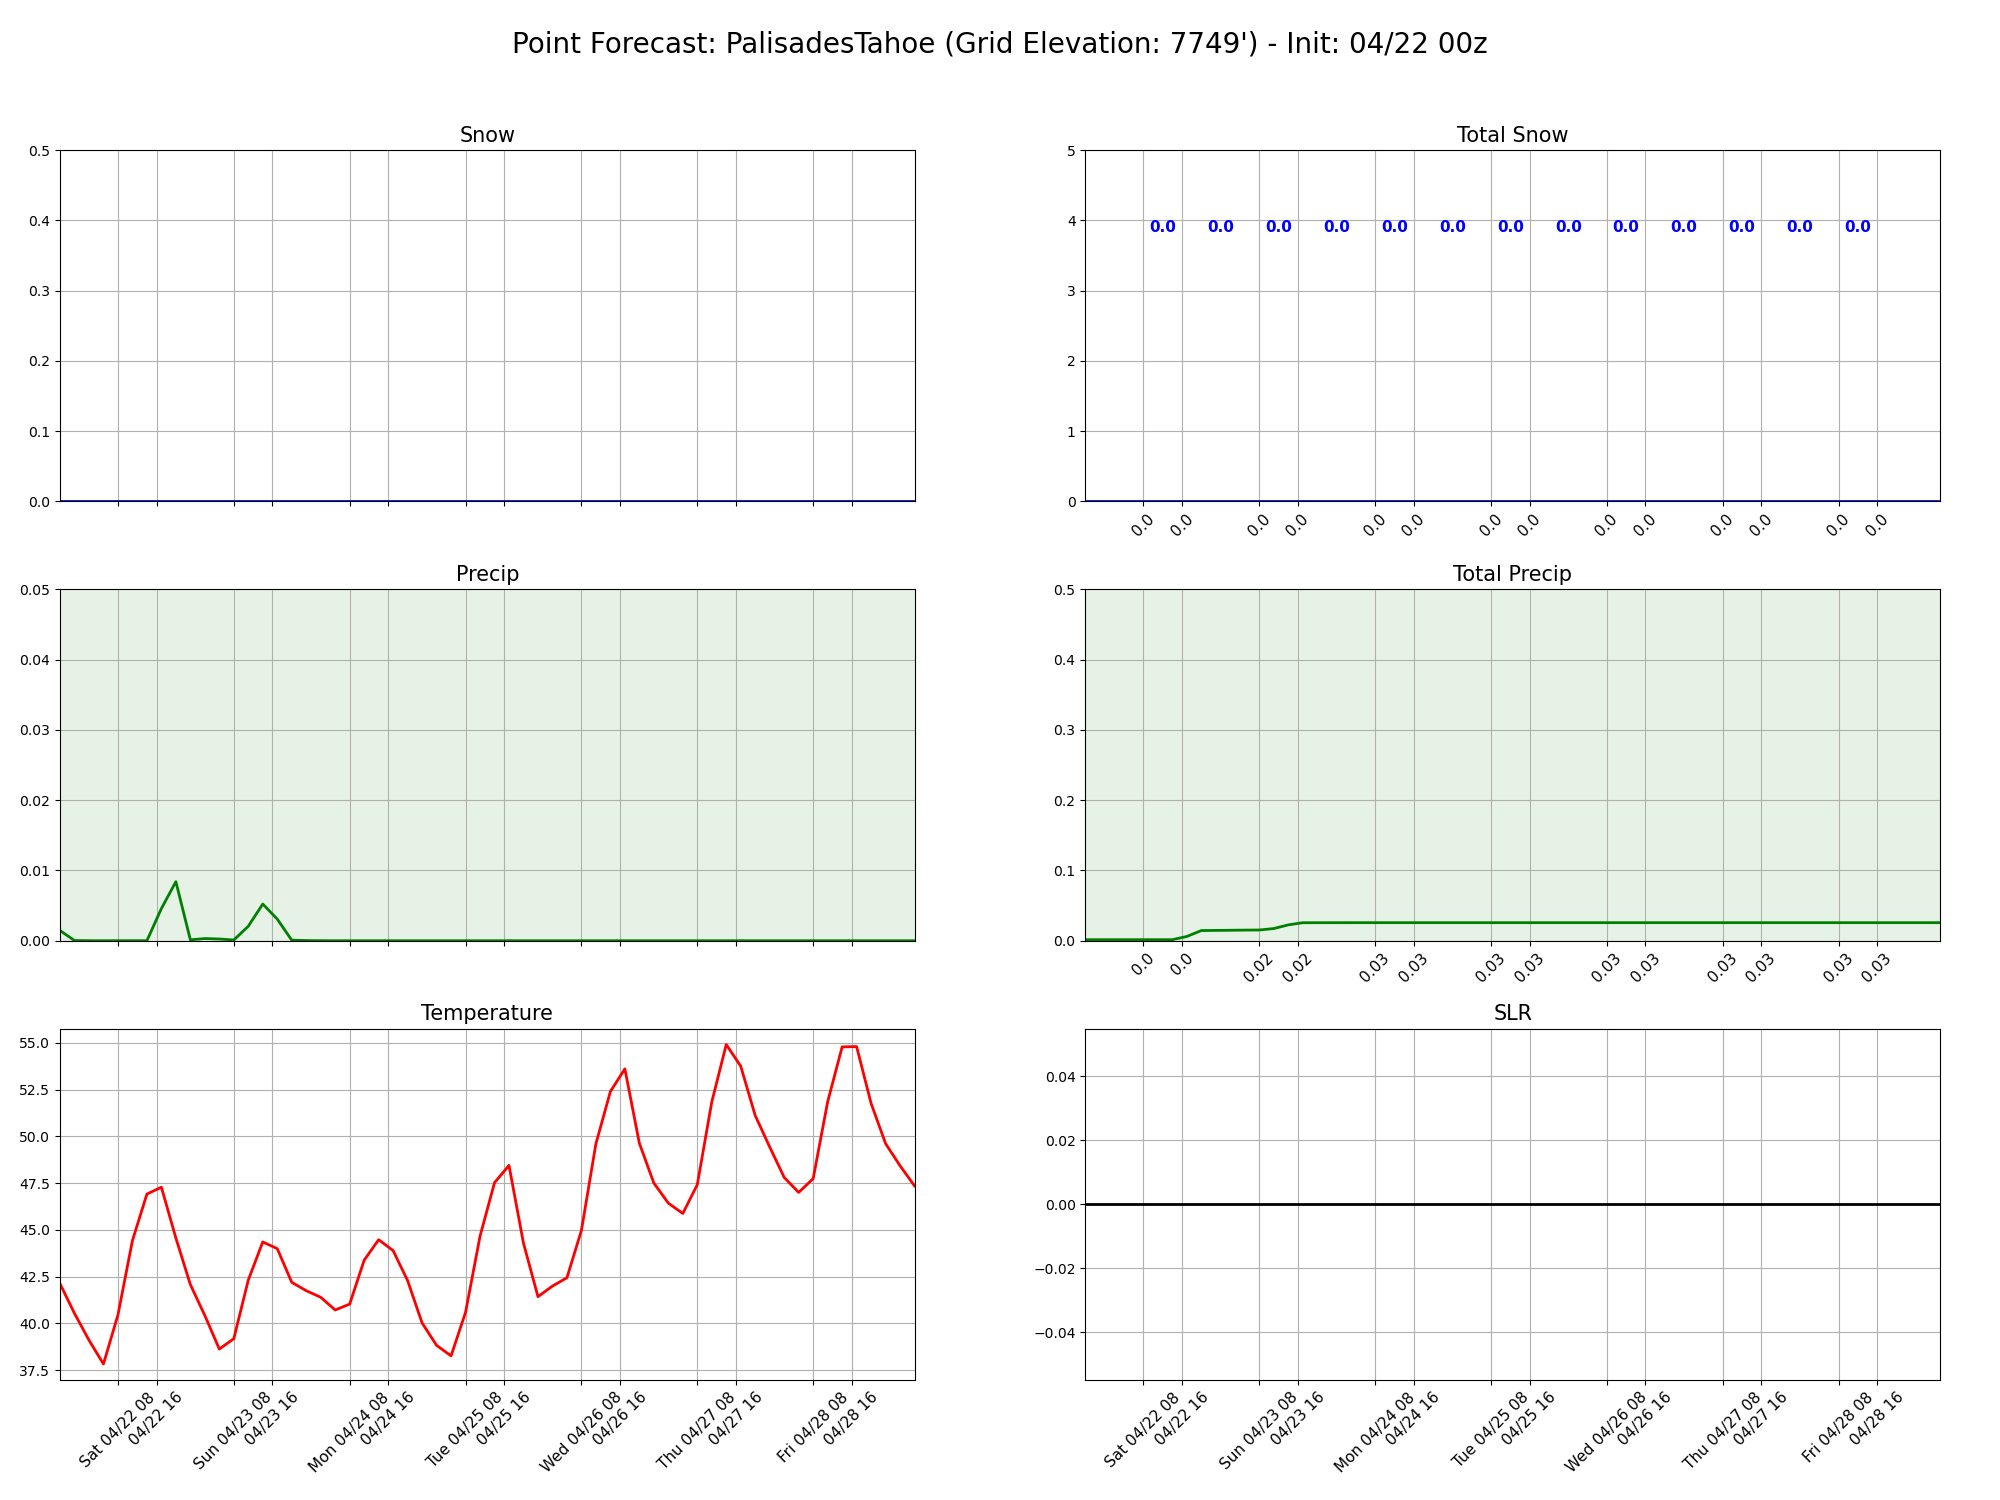 Point Forecast: PalisadesTahoe (Grid Elevation: 7749') - Init: 04/22 00z
Snow
0.5
0.4
0.3
0.2
0.1
0.0
Total Snow
5
4
3
2
1
0
0.0 0.0 0.0 0.0 0.0 0.0 0.0 0.0 0.0 0.0 0.0 0.0 0.0
0.0 0.0 0.0 0.0 0.0 0.0 0.0 0.0 0.0 0.0 0.0 0.0 0.0 0.0
Precip
0.05
0.04
0.03
0.02
0.01
0.00
Total Precip
0.5
0.4
0.3
0.2
0.1
0.0
0.0 0.0 0.02 0.02 0.03 0.03 0.03 0.03 0.03 0.03 0.03 0.03 0.03 0.03
Temperature
55.0
52.5
50.0
47.5
45.0
42.5
40.0
37.5
Sat 04/22 08
04/22 16
Sun 04/23 08
04/23 16
Mon 04/24 08
04/24 16
Tue 04/25 08
04/25 16
Wed 04/26 08
04/26 16
Thu 04/27 08
04/27 16
Fri 04/28 08
04/28 16
SLR
0.04
0.02
0.00
−0.02
−0.04
Sat 04/22 08
04/22 16
Sun 04/23 08
04/23 16
Mon 04/24 08
04/24 16
Tue 04/25 08
04/25 16
Wed 04/26 08
04/26 16
Thu 04/27 08
04/27 16
Fri 04/28 08
04/28 16